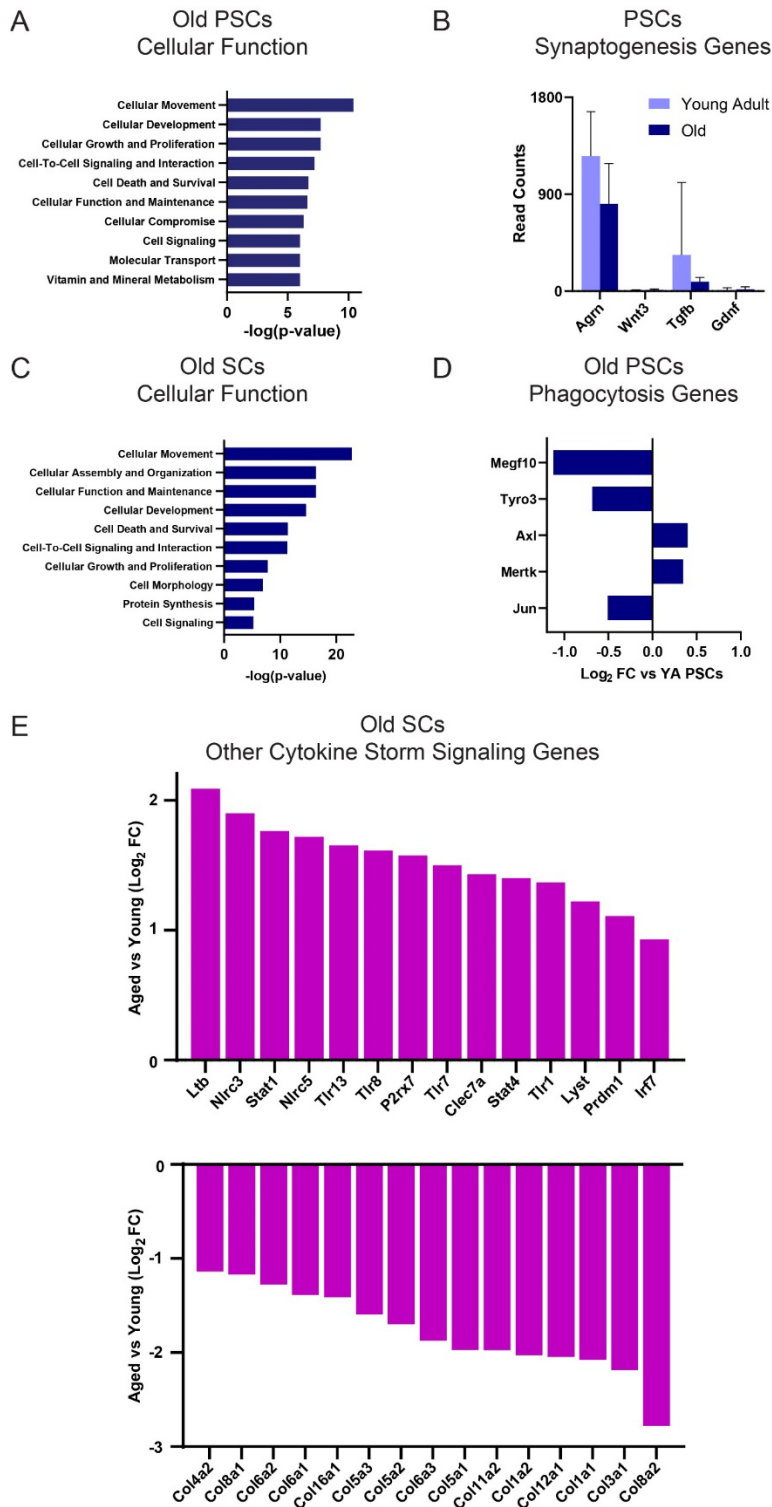 A
Old PSCs
Cellular Function
Cellular Movement
Cellular Development
Cellular Growth and Proliferation
Cell-To-Cell Signaling and Interaction
Cell Death and Survival
Cellular Function and Maintenance
Cellular Compromise
Cell Signaling
Molecular Transport
Vitamin and Mineral Metabolism
0 5 10
-log(p-value)
B
PSCs
Synaptogenesis Genes
Young Adult
Old
Read Counts
1800
900
0
Agrn Wnt3 Tgfb Gdnf
C
Old SCs
Cellular Function
Cellular Movement
Cellular Assembly and Organization
Cellular Function and Maintenance
Cellular Development
Cell Death and Survival
Cell-To-Cell Signaling and Interaction
Cellular Growth and Proliferation
Cell Morphology
Protein Synthesis
Cell Signaling
0 10 20
-log(p-value)
D
Old PSCs
Phagocytosis Genes
Megf10
Tyro3
Axl
Mertk
Jun
-1.0 -0.5 0.0 0.5 1.0
Log2 FC vs YA PSCs
E
Old SCs
Other Cytokine Storm Signaling Genes
Aged vs Young (Log2 FC)
2
1
0
Ltb Nlrc3 Stat1 Nlrc5 Tlr13 Tlr8 P2rx7 Tlr7 Clec7a Stat4 Tlr1 Lyst Prdm1 Irf7
Aged vs Young (Log2 FC)
0
-1
-2
-3
Col4a2 Col8a1 Col6a2 Col6a1 Col16a1 Col5a3 Col5a2 Col6a3 Col5a1 Col11a2 Col1a2 Col12a1 Col1a1 Col3a1 Col8a2